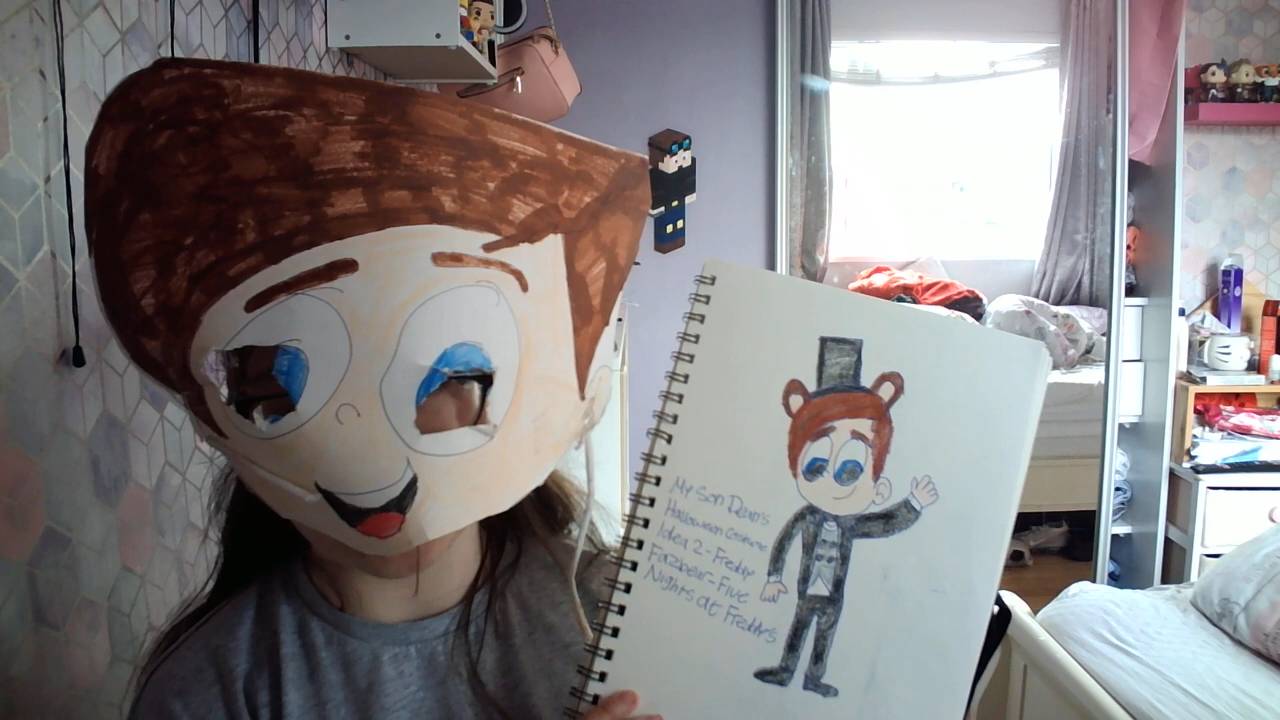 My Son Dean's
Halloween costume
Idea 2 - Freddy
Fazbear - Five
Nights at Freddy's